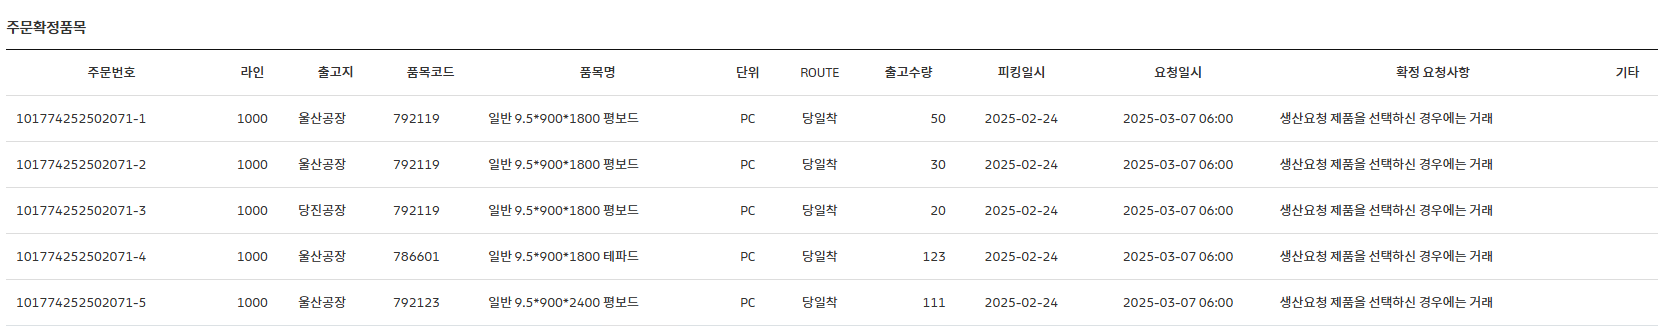 주문확정품목
주문번호 라인 출고지 품목코드 품목명 단위 ROUTE 출고수량 피킹일시 요청일시 확정 요청사항 기타
101774252502071-1 1000 울산공장 792119 일반 9.5*900*1800 평보드 PC 당일착 50 2025-02-24 2025-03-07 06:00 생산요청 제품을 선택하신 경우에는 거래
101774252502071-2 1000 울산공장 792119 일반 9.5*900*1800 평보드 PC 당일착 30 2025-02-24 2025-03-07 06:00 생산요청 제품을 선택하신 경우에는 거래
101774252502071-3 1000 당진공장 792119 일반 9.5*900*1800 평보드 PC 당일착 20 2025-02-24 2025-03-07 06:00 생산요청 제품을 선택하신 경우에는 거래
101774252502071-4 1000 울산공장 786601 일반 9.5*900*1800 테파드 PC 당일착 123 2025-02-24 2025-03-07 06:00 생산요청 제품을 선택하신 경우에는 거래
101774252502071-5 1000 울산공장 792123 일반 9.5*900*2400 평보드 PC 당일착 111 2025-02-24 2025-03-07 06:00 생산요청 제품을 선택하신 경우에는 거래